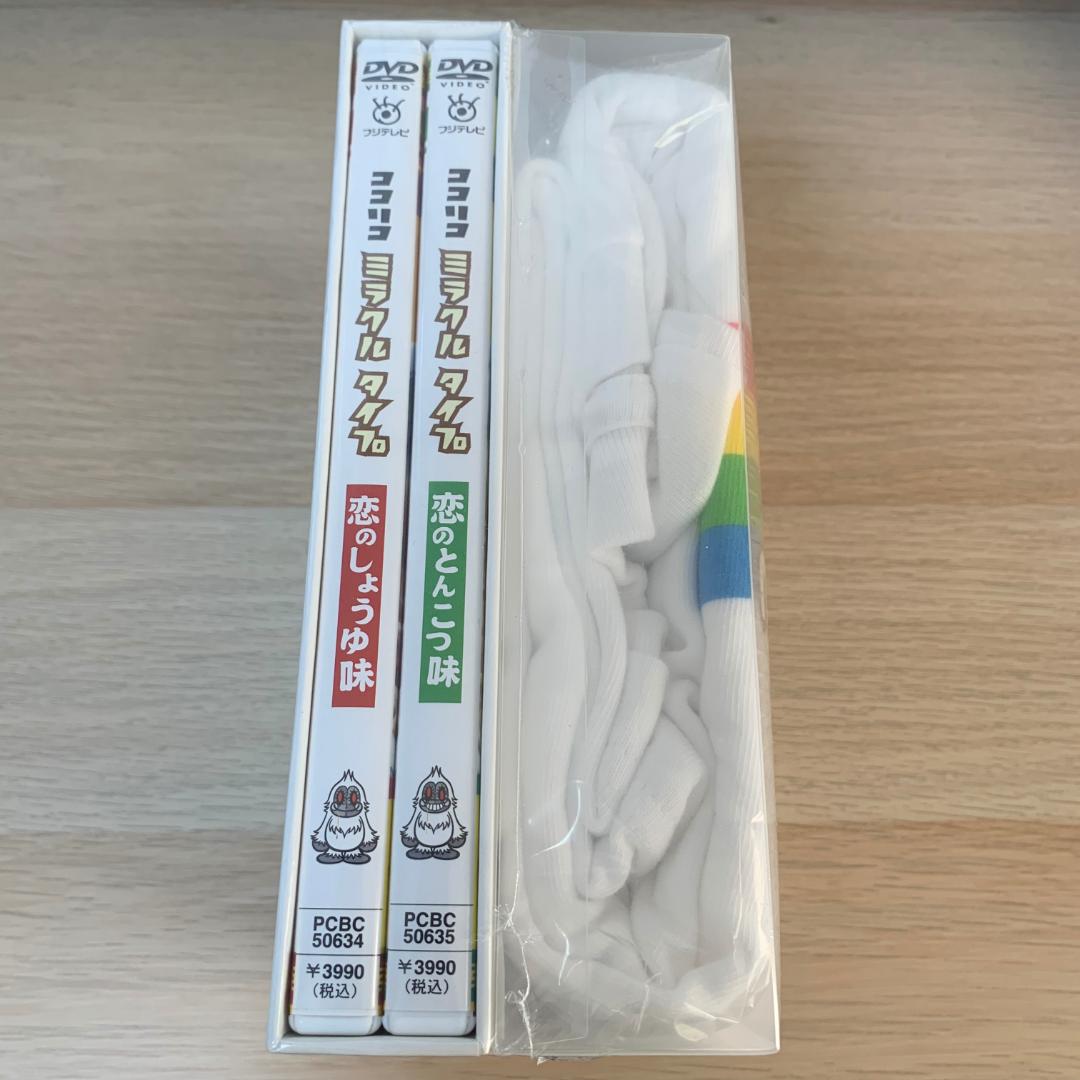 DVD
VIDEO
フジテレビ
ココリコ
ミラクル タイプ
恋のしょうゆ味
PCBC
50634
¥3990
(税込)
DVD
VIDEO
フジテレビ
ココリコ
ミラクル タイプ
恋のとんこつ味
PCBC
50635
¥3990
(税込)